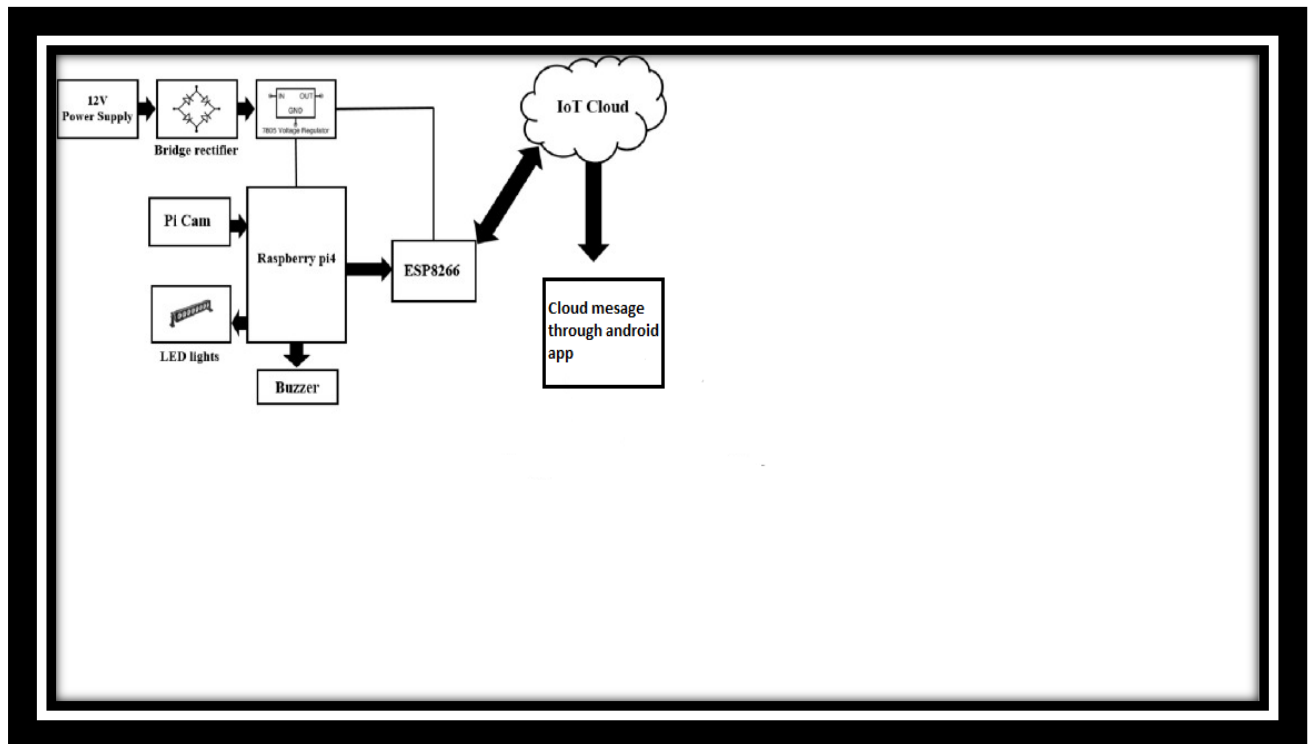 12V
Power Supply
IN OUT
GND
7805 Voltage Regulator
Bridge rectifier
IoT Cloud
Pi Cam
Raspberry pi4
ESP8266
LED lights
Buzzer
Cloud mesage
through android
app